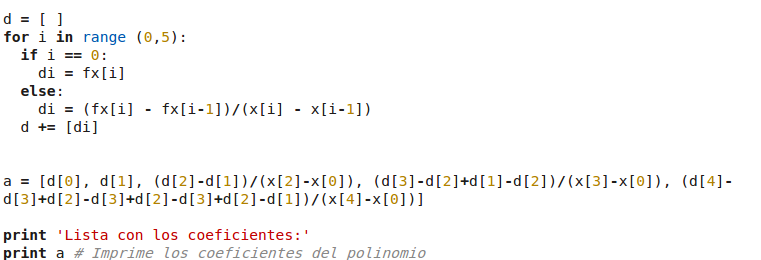 d = [ ]
for i in range (0,5):
  if i == 0:
    di = fx[i]
  else:
    di = (fx[i] - fx[i-1])/(x[i] - x[i-1])
  d += [di]
a = [d[0], d[1], (d[2]-d[1])/(x[2]-x[0]), (d[3]-d[2]+d[1]-d[2])/(x[3]-x[0]), (d[4]-
d[3]+d[2]-d[3]+d[2]-d[3]+d[2]-d[1])/(x[4]-x[0])]
print 'Lista con los coeficientes:'
print a # Imprime los coeficientes del polinomio